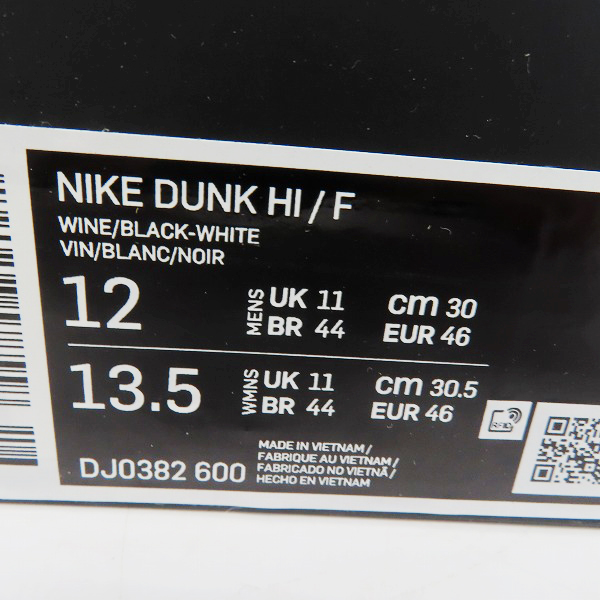 NIKE DUNK HI / F
WINE/BLACK-WHITE
VIN/BLANC/NOIR
12 MENS UK 11 cm 30
BR 44 EUR 46
13.5 WMNS UK 11 cm 30.5
BR 44 EUR 46
DJ0382 600
MADE IN VIETNAM /
FABRIQUE AU VIETNAM /
FABRICADO NO VIETNÃ /
HECHO EN VIETNAM
RFID